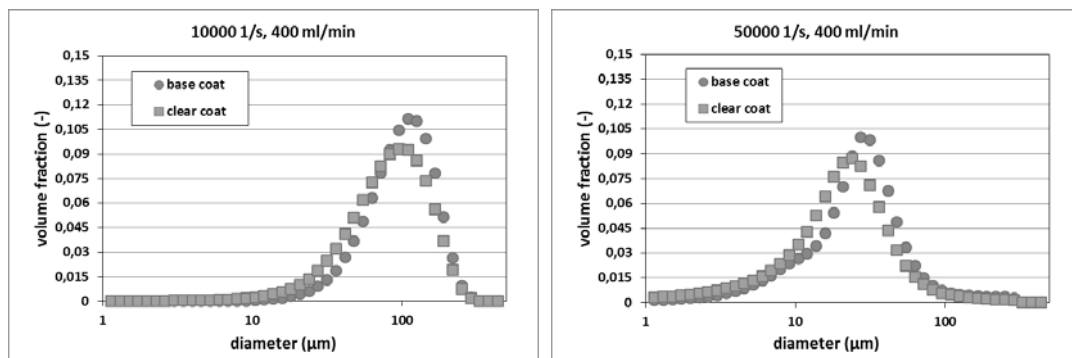 10000 1/s, 400 ml/min
0,15
0,135
0,12
0,105
0,09
0,075
0,06
0,045
0,03
0,015
0
volume fraction (-)
base coat
clear coat
1
10
100
diameter (µm)
50000 1/s, 400 ml/min
0,15
0,135
0,12
0,105
0,09
0,075
0,06
0,045
0,03
0,015
0
volume fraction (-)
base coat
clear coat
1
10
100
diameter (µm)